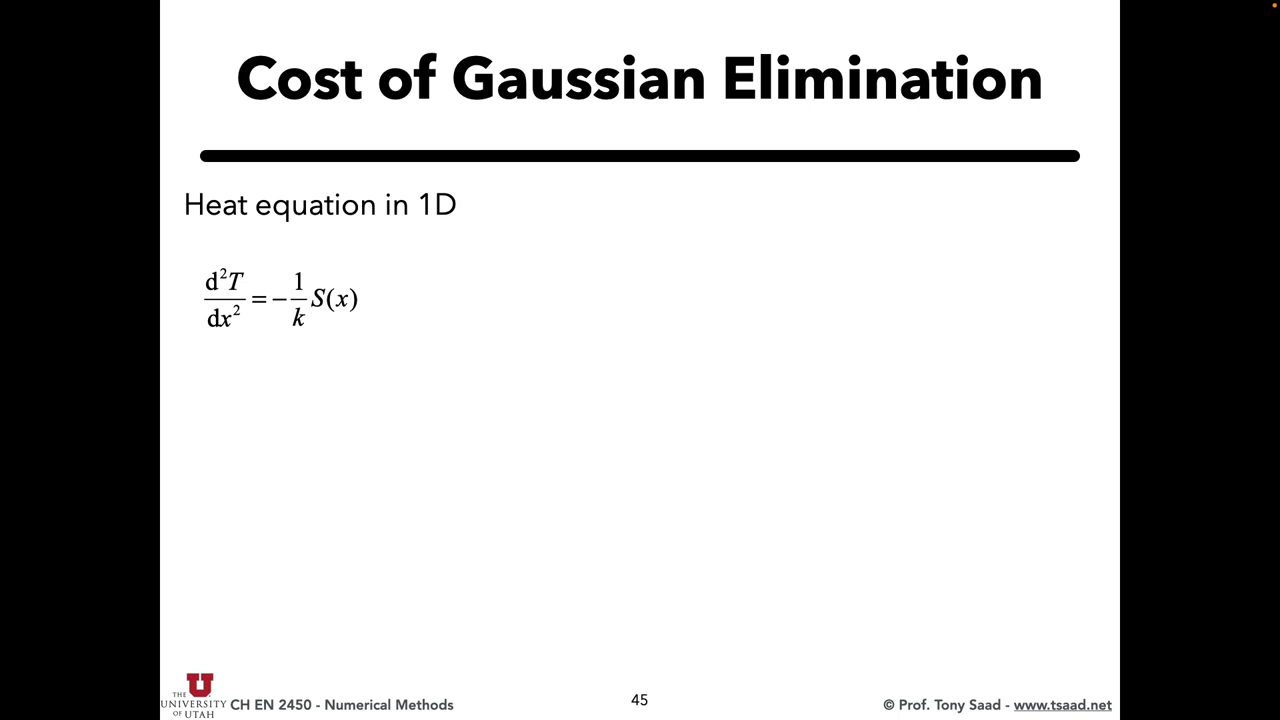 Cost of Gaussian Elimination
Heat equation in 1D
d²T/dx² = −1/k S(x)
THE
UNIVERSITY
OF UTAH
CH EN 2450 - Numerical Methods
45
© Prof. Tony Saad - www.tsaad.net